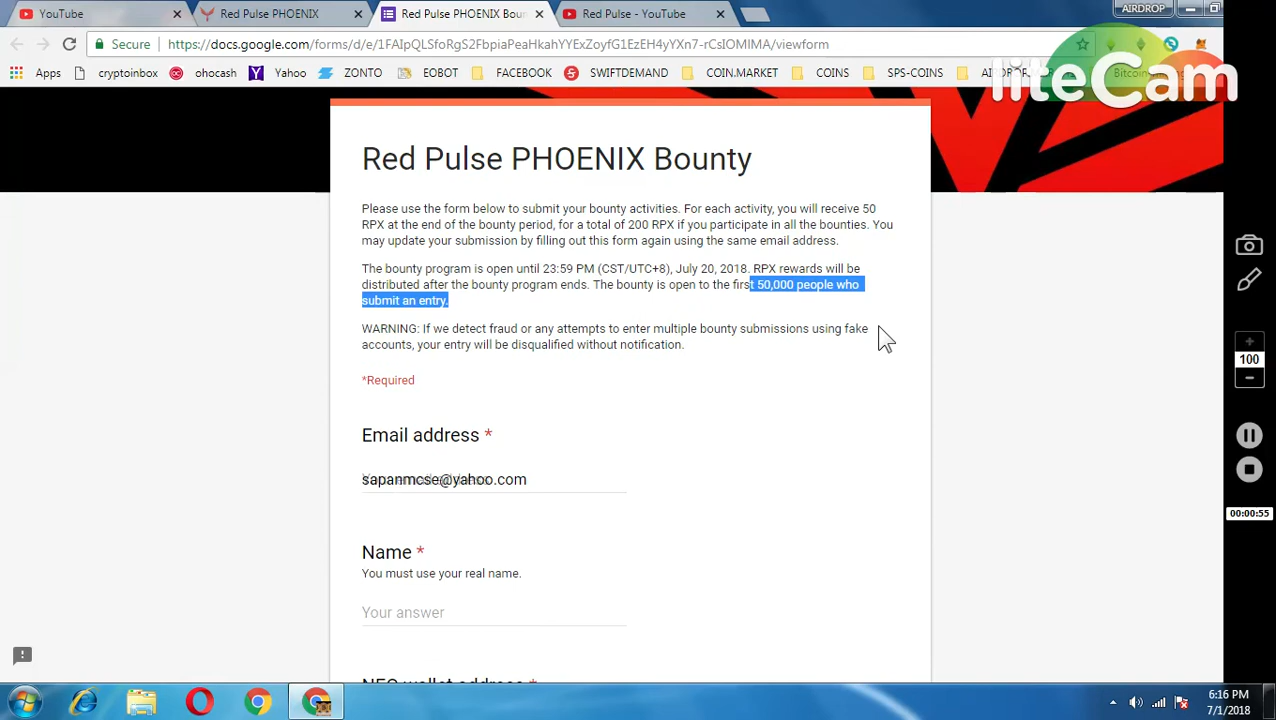 YouTube
Red Pulse PHOENIX
Red Pulse PHOENIX Boun
Red Pulse - YouTube
AIRDROP
Secure
https://docs.google.com/forms/d/e/1FAIpQLSfoRgS2FbpiaPeaHkahYYExZoyfG1EzEH4yYXn7-rCsIOMIMA/viewform
Apps
cryptoinbox
ohocash
Yahoo
ZONTO
EOBOT
FACEBOOK
SWIFTDEMAND
COIN.MARKET
COINS
SPS-COINS
liteCam
Red Pulse PHOENIX Bounty
Please use the form below to submit your bounty activities. For each activity, you will receive 50
RPX at the end of the bounty period, for a total of 200 RPX if you participate in all the bounties. You
may update your submission by filling out this form again using the same email address.
The bounty program is open until 23:59 PM (CST/UTC+8), July 20, 2018. RPX rewards will be
distributed after the bounty program ends. The bounty is open to the first 50,000 people who
submit an entry.
WARNING: If we detect fraud or any attempts to enter multiple bounty submissions using fake
accounts, your entry will be disqualified without notification.
*Required
Email address *
sapanmcse@yahoo.com
Name *
You must use your real name.
Your answer
NEO wallet address *
100
00:00:55
6:16 PM
7/1/2018